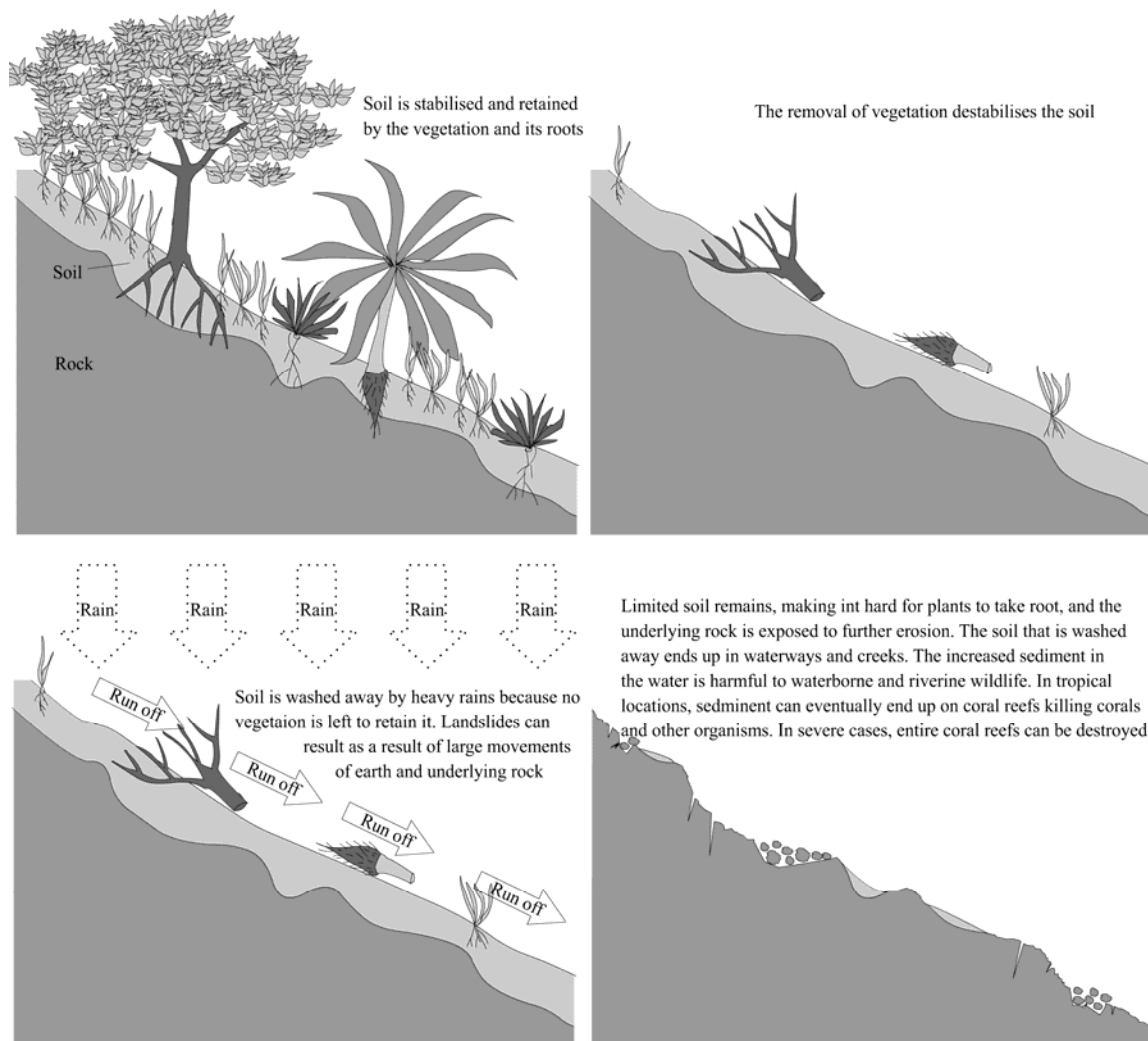 Soil is stabilised and retained
by the vegetation and its roots
Soil
Rock
The removal of vegetation destabilises the soil
Rain
Rain
Rain
Rain
Rain
Run off
Soil is washed away by heavy rains because no
vegetaion is left to retain it. Landslides can
result as a result of large movements
of earth and underlying rock
Run off
Run off
Run off
Limited soil remains, making int hard for plants to take root, and the
underlying rock is exposed to further erosion. The soil that is washed
away ends up in waterways and creeks. The increased sediment in
the water is harmful to waterborne and riverine wildlife. In tropical
locations, sedminent can eventually end up on coral reefs killing corals
and other organisms. In severe cases, entire coral reefs can be destroyed